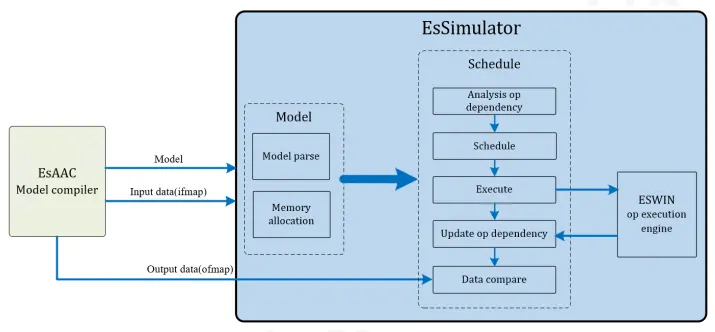 EsSimulator
Schedule
Analysis op
dependency
Model
Schedule
EsAAC
Model compiler
Model
Model parse
Input data(ifmap)
Execute
ESWIN
op execution
engine
Memory
allocation
Update op dependency
Output data(ofmap)
Data compare